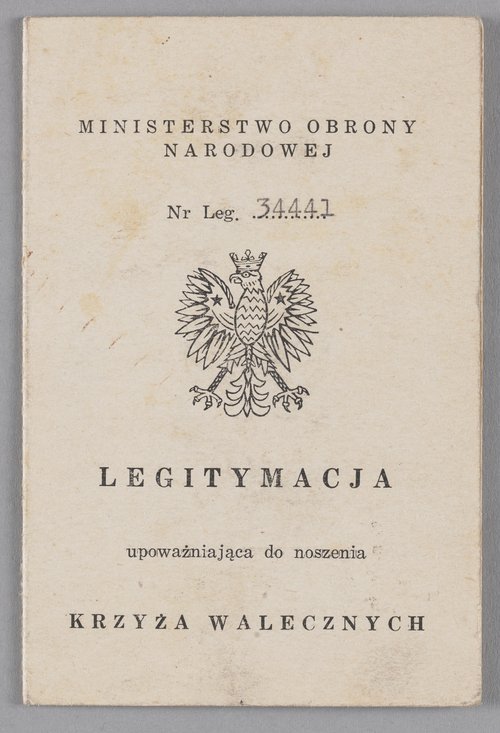 MINISTERSTWO OBRONY
NARODOWEJ
Nr Leg. 34441
LEGITYMACJA
upoważniająca do noszenia
KRZYŻA WALECZNYCH